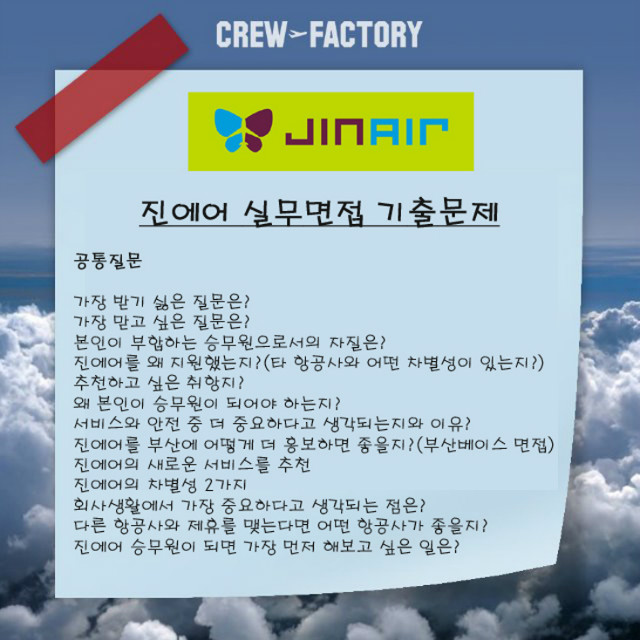 CREW FACTORY
JINAIR
진에어 실무면접 기출문제
공통질문
가장 받기 싫은 질문은?
가장 받고 싶은 질문은?
본인이 부합하는 승무원으로서의 자질은?
진에어를 왜 지원했는지?(타 항공사와 어떤 차별성이 있는지?)
추천하고 싶은 취항지?
왜 본인이 승무원이 되어야 하는지?
서비스와 안전 중 더 중요하다고 생각되는지와 이유?
진에어를 부산에 어떻게 더 홍보하면 좋을지?(부산베이스 면접)
진에어의 새로운 서비스를 추천
진에어의 차별성 2가지
회사생활에서 가장 중요하다고 생각되는 점은?
다른 항공사와 제휴를 맺는다면 어떤 항공사가 좋을지?
진에어 승무원이 되면 가장 먼저 해보고 싶은 일은?